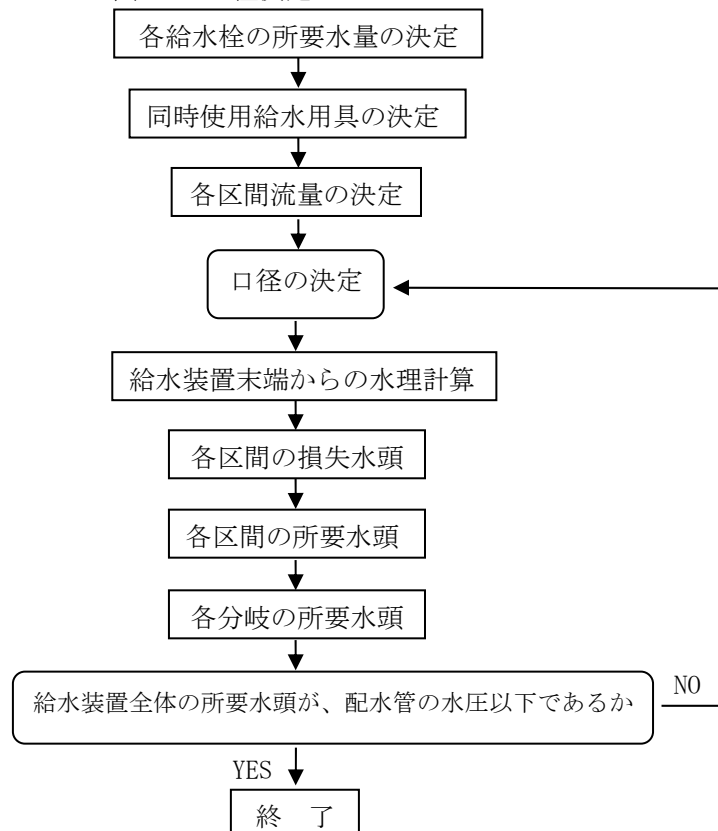 各給水栓の所要水量の決定
同時使用給水用具の決定
各区間流量の決定
口径の決定
給水装置末端からの水理計算
各区間の損失水頭
各区間の所要水頭
各分岐の所要水頭
給水装置全体の所要水頭が、配水管の水圧以下であるか
NO
YES
終　了